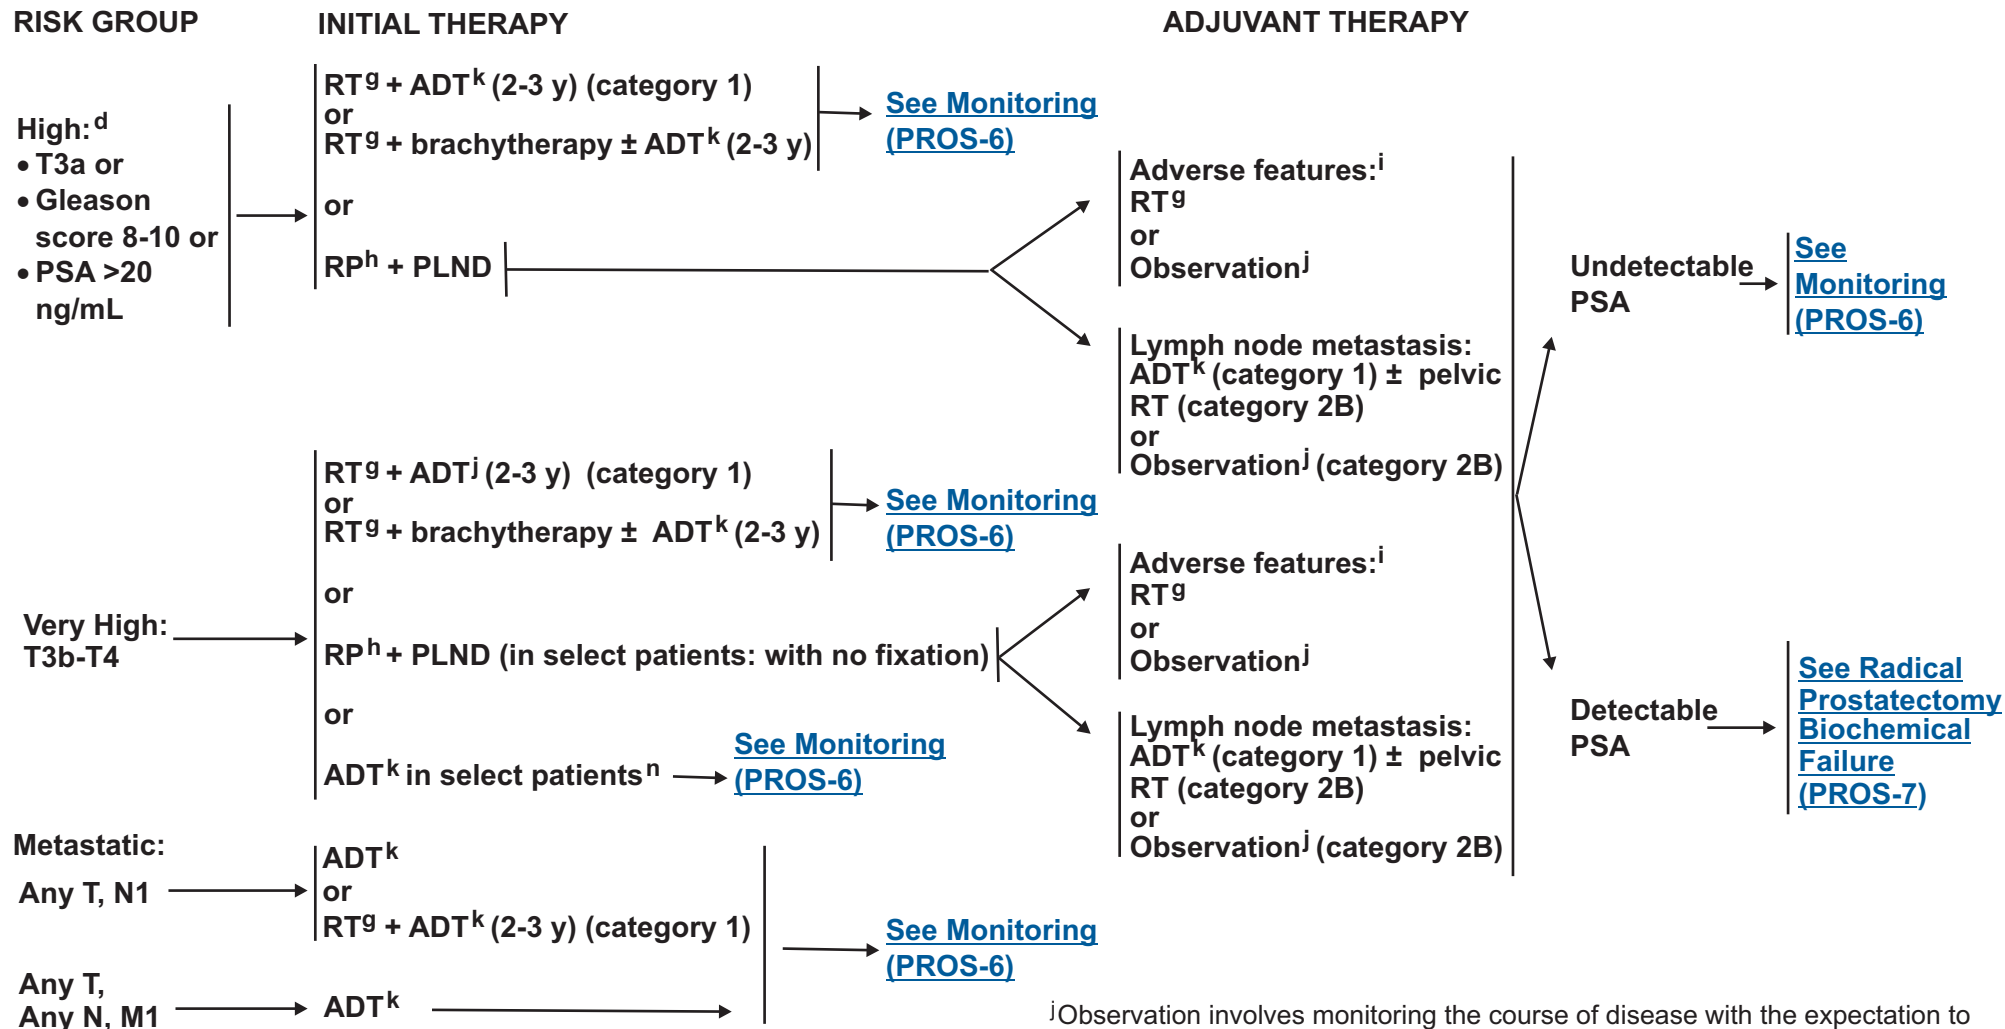 RISK GROUP
INITIAL THERAPY
ADJUVANT THERAPY
High:d
• T3a or
• Gleason
score 8-10 or
• PSA >20
ng/mL
RTg + ADTk (2-3 y) (category 1)
or
RTg + brachytherapy ± ADTk (2-3 y)
See Monitoring
(PROS-6)
or
RPh + PLND
Adverse features:i
RTg
or
Observationj
Lymph node metastasis:
ADTk (category 1) ± pelvic
RT (category 2B)
or
Observationj (category 2B)
Undetectable
PSA
See
Monitoring
(PROS-6)
Very High:
T3b-T4
RTg + ADTj (2-3 y) (category 1)
or
RTg + brachytherapy ± ADTk (2-3 y)
See Monitoring
(PROS-6)
or
RPh + PLND (in select patients: with no fixation)
or
ADTk in select patientsn
See Monitoring
(PROS-6)
Adverse features:i
RTg
or
Observationj
Lymph node metastasis:
ADTk (category 1) ± pelvic
RT (category 2B)
or
Observationj (category 2B)
Detectable
PSA
See Radical
Prostatectomy
Biochemical
Failure
(PROS-7)
Metastatic:
Any T, N1
ADTk
or
RTg + ADTk (2-3 y) (category 1)
See Monitoring
(PROS-6)
Any T,
Any N, M1
ADTk
jObservation involves monitoring the course of disease with the expectation to